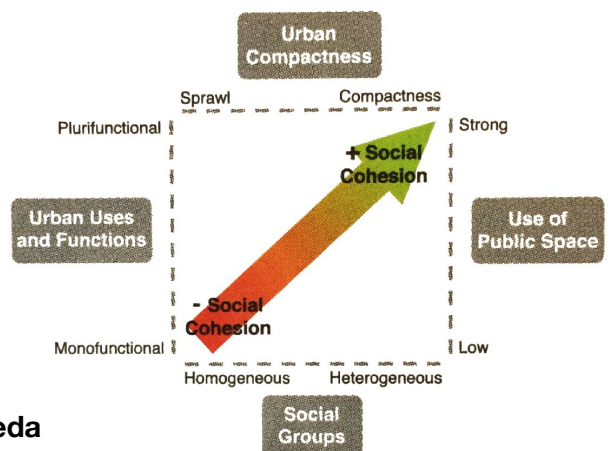 Urban
Compactness
Sprawl
Compactness
Plurifunctional
Strong
+ Social
Cohesion
Urban Uses
and Functions
Use of
Public Space
- Social
Cohesion
Monofunctional
Low
Homogeneous
Heterogeneous
Social
Groups
eda